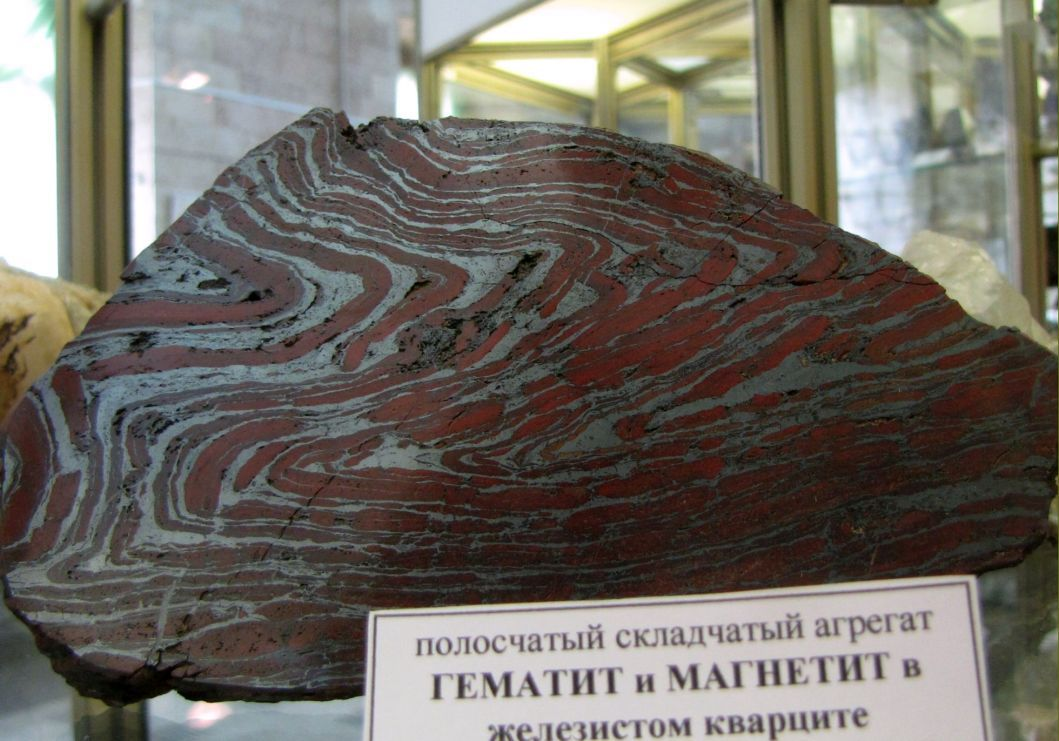 полосчатый складчатый агрегат
ГЕМАТИТ и МАГНЕТИТ в
железистом кварците